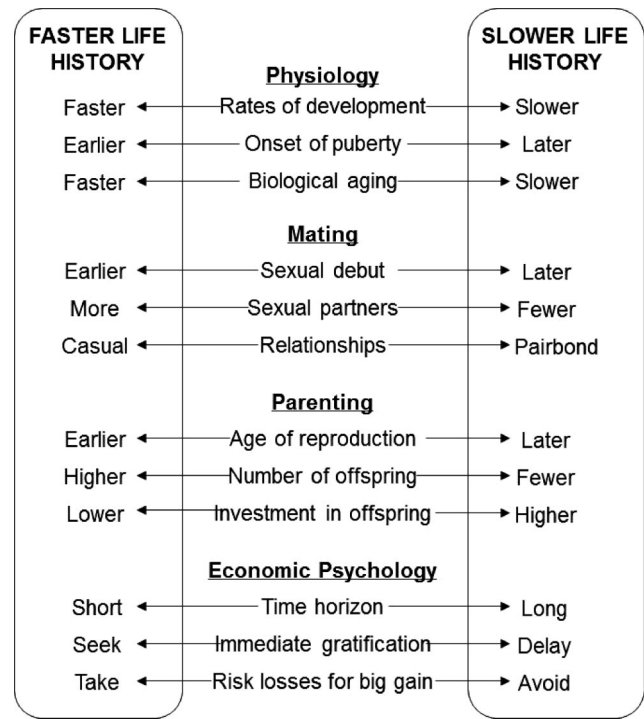 FASTER LIFE HISTORY SLOWER LIFE HISTORY
Physiology
Faster Rates of development Slower
Earlier Onset of puberty Later
Faster Biological aging Slower
Mating
Earlier Sexual debut Later
More Sexual partners Fewer
Casual Relationships Pairbond
Parenting
Earlier Age of reproduction Later
Higher Number of offspring Fewer
Lower Investment in offspring Higher
Economic Psychology
Short Time horizon Long
Seek Immediate gratification Delay
Take Risk losses for big gain Avoid